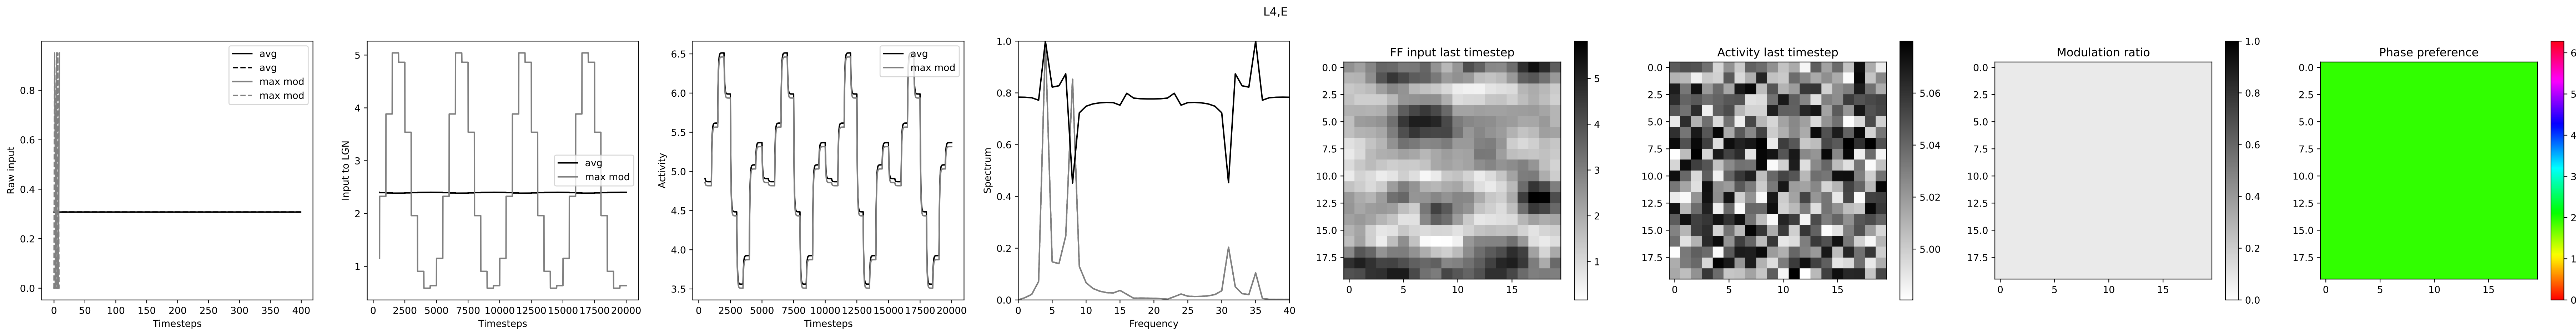 L4,E
Raw input
0.8
0.6
0.4
0.2
0.0
avg
avg
max mod
max mod
0 50 100 150 200 250 300 350 400
Timesteps
Input to LGN
5
4
3
2
1
avg
max mod
0 2500 5000 7500 10000 12500 15000 17500 20000
Timesteps
Activity
6.5
6.0
5.5
5.0
4.5
4.0
3.5
avg
max mod
0 2500 5000 7500 10000 12500 15000 17500 20000
Timesteps
Spectrum
1.0
0.8
0.6
0.4
0.2
0.0
0 5 10 15 20 25 30 35 40
Frequency
FF input last timestep
0.0
2.5
5.0
7.5
10.0
12.5
15.0
17.5
0 5 10 15
5
4
3
2
1
Activity last timestep
0.0
2.5
5.0
7.5
10.0
12.5
15.0
17.5
0 5 10 15
5.06
5.04
5.02
5.00
Modulation ratio
0.0
2.5
5.0
7.5
10.0
12.5
15.0
17.5
0 5 10 15
1.0
0.8
0.6
0.4
0.2
0.0
Phase preference
0.0
2.5
5.0
7.5
10.0
12.5
15.0
17.5
0 5 10 15
6
5
4
3
2
1
0